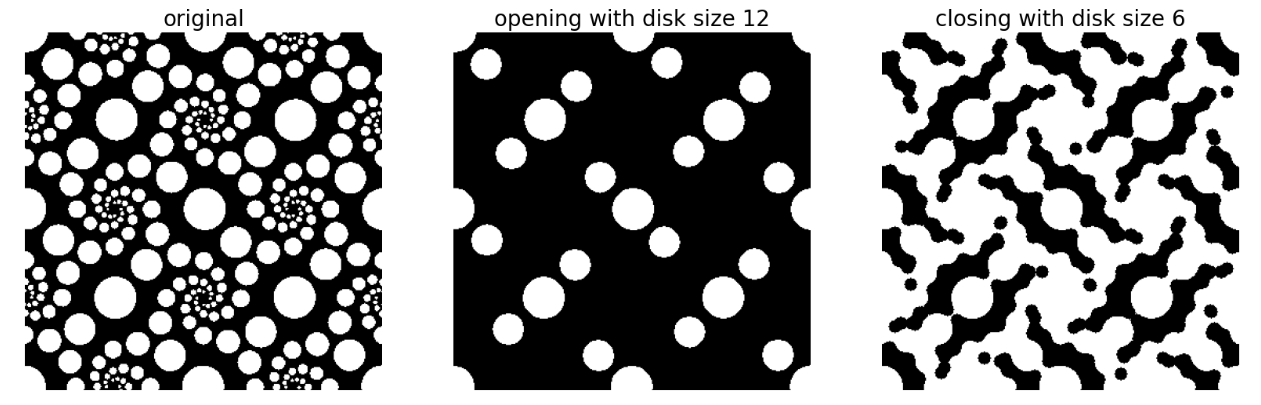 original
opening with disk size 12
closing with disk size 6